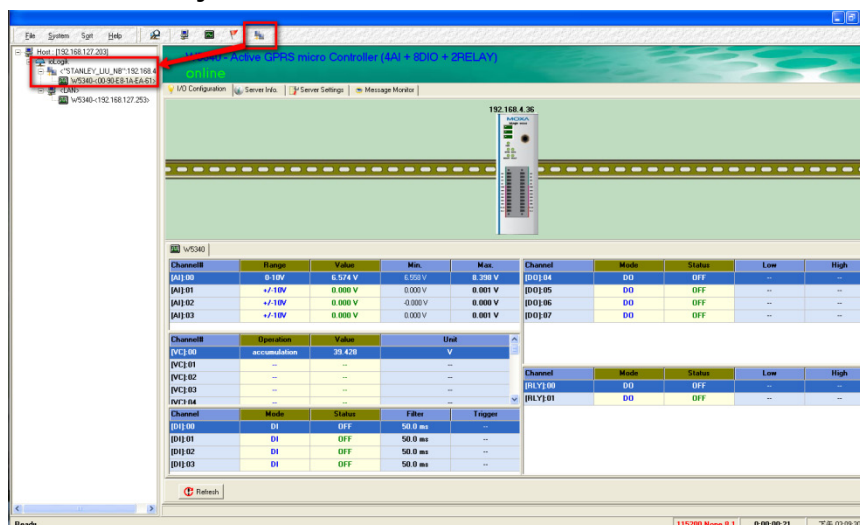 File System Sort Help
Host : [192.168.127.203]
ioLogik
<"STANLEY_LIU_NB":192.168.4
W5340-<00-90-E8-1A-EA-61>
<LAN>
W5340-<192.168.127.253>
W5340 - Active GPRS micro Controller (4AI + 8DIO + 2RELAY)
online
I/O Configuration Server Info. Server Settings Message Monitor
192.168.4.36
MOXA
W5340
Channel# Range Value Min. Max.
[AI]:00 0-10V 6.574 V 6.550 V 8.398 V
[AI]:01 +/-10V 0.000 V 0.000 V 0.001 V
[AI]:02 +/-10V 0.000 V -0.000 V 0.000 V
[AI]:03 +/-10V 0.000 V 0.000 V 0.001 V
Channel# Operation Value Unit
[VC]:00 accumulation 39.428 V
[VC]:01 -- -- --
[VC]:02 -- -- --
[VC]:03 -- -- --
[VC]:04 -- -- --
Channel Mode Status Filter Trigger
[DI]:00 DI OFF 50.0 ms --
[DI]:01 DI OFF 50.0 ms --
[DI]:02 DI OFF 50.0 ms --
[DI]:03 DI OFF 50.0 ms --
Channel Mode Status Low High
[DO]:04 DO OFF -- --
[DO]:05 DO OFF -- --
[DO]:06 DO OFF -- --
[DO]:07 DO OFF -- --
Channel Mode Status Low High
[RLY]:00 DO OFF -- --
[RLY]:01 DO OFF -- --
Refresh
Ready
115200,None,8,1 0:00:00:21 下午 03:09: